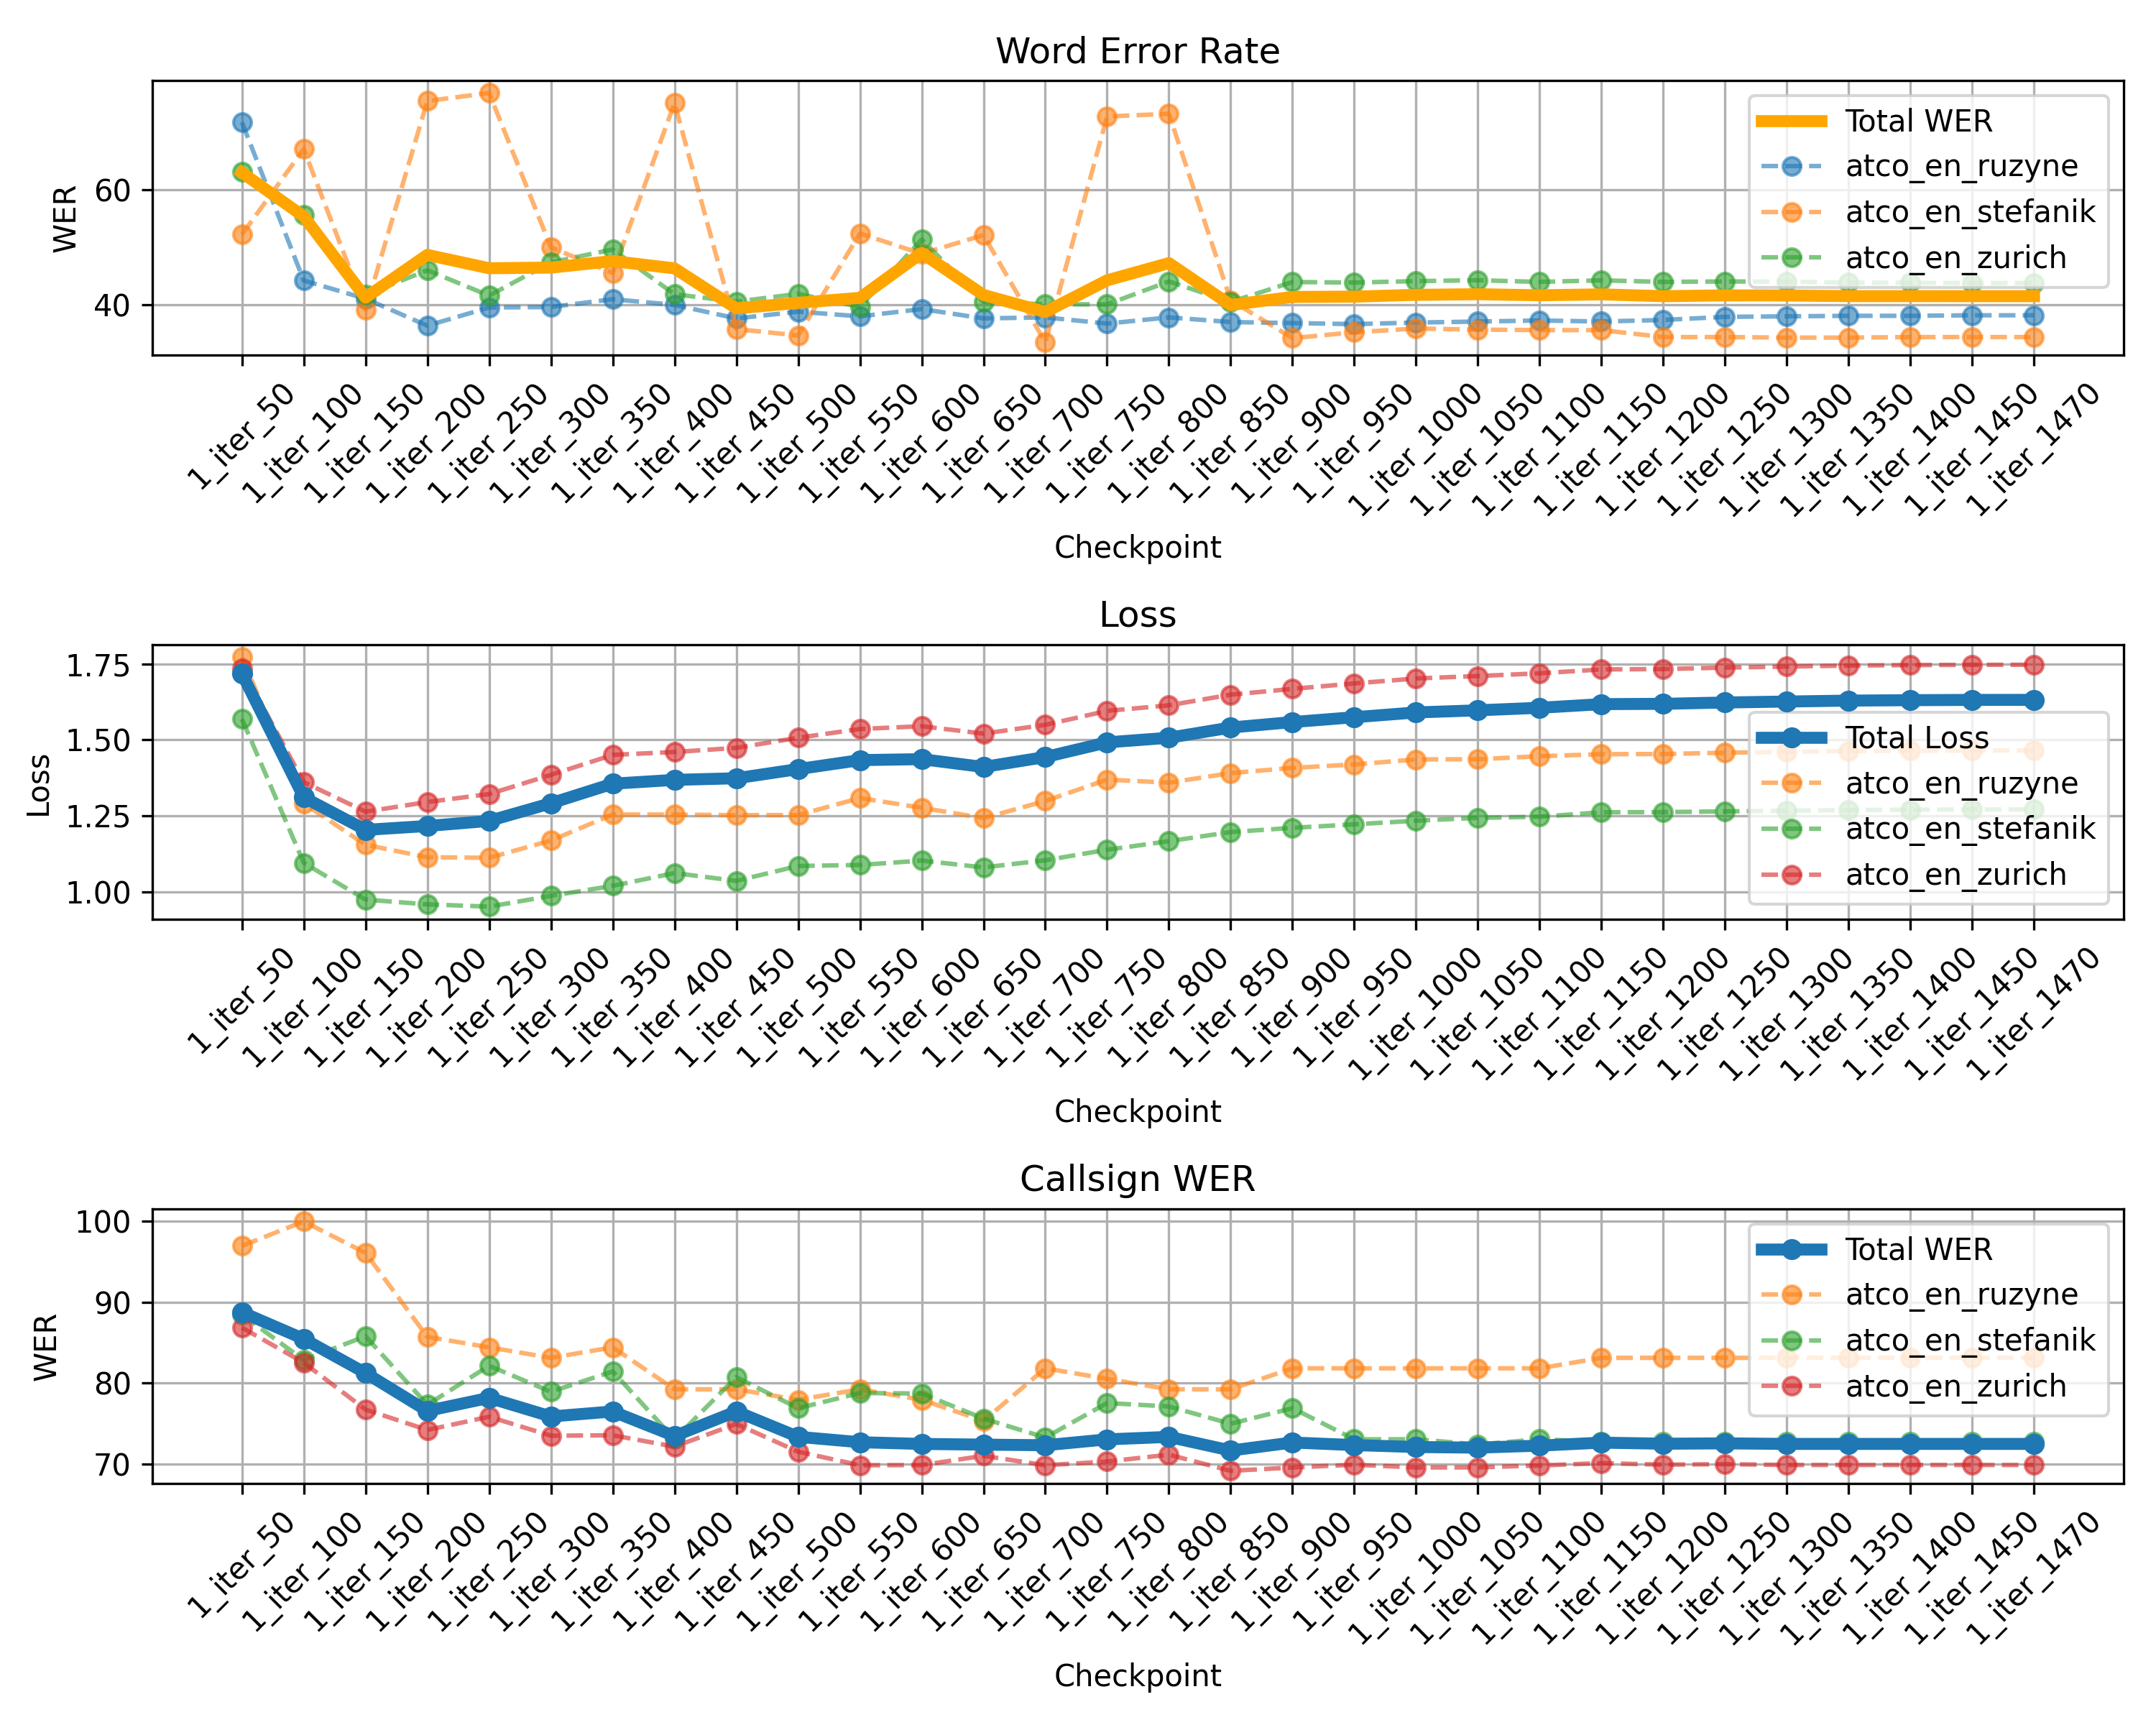 Word Error Rate
WER
60
40
Total WER
atco_en_ruzyne
atco_en_stefanik
atco_en_zurich
1_iter_50
1_iter_100
1_iter_150
1_iter_200
1_iter_250
1_iter_300
1_iter_350
1_iter_400
1_iter_450
1_iter_500
1_iter_550
1_iter_600
1_iter_650
1_iter_700
1_iter_750
1_iter_800
1_iter_850
1_iter_900
1_iter_950
1_iter_1000
1_iter_1050
1_iter_1100
1_iter_1150
1_iter_1200
1_iter_1250
1_iter_1300
1_iter_1350
1_iter_1400
1_iter_1450
1_iter_1470
Checkpoint
Loss
Loss
1.75
1.50
1.25
1.00
Total Loss
atco_en_ruzyne
atco_en_stefanik
atco_en_zurich
1_iter_50
1_iter_100
1_iter_150
1_iter_200
1_iter_250
1_iter_300
1_iter_350
1_iter_400
1_iter_450
1_iter_500
1_iter_550
1_iter_600
1_iter_650
1_iter_700
1_iter_750
1_iter_800
1_iter_850
1_iter_900
1_iter_950
1_iter_1000
1_iter_1050
1_iter_1100
1_iter_1150
1_iter_1200
1_iter_1250
1_iter_1300
1_iter_1350
1_iter_1400
1_iter_1450
1_iter_1470
Checkpoint
Callsign WER
WER
100
90
80
70
Total WER
atco_en_ruzyne
atco_en_stefanik
atco_en_zurich
1_iter_50
1_iter_100
1_iter_150
1_iter_200
1_iter_250
1_iter_300
1_iter_350
1_iter_400
1_iter_450
1_iter_500
1_iter_550
1_iter_600
1_iter_650
1_iter_700
1_iter_750
1_iter_800
1_iter_850
1_iter_900
1_iter_950
1_iter_1000
1_iter_1050
1_iter_1100
1_iter_1150
1_iter_1200
1_iter_1250
1_iter_1300
1_iter_1350
1_iter_1400
1_iter_1450
1_iter_1470
Checkpoint